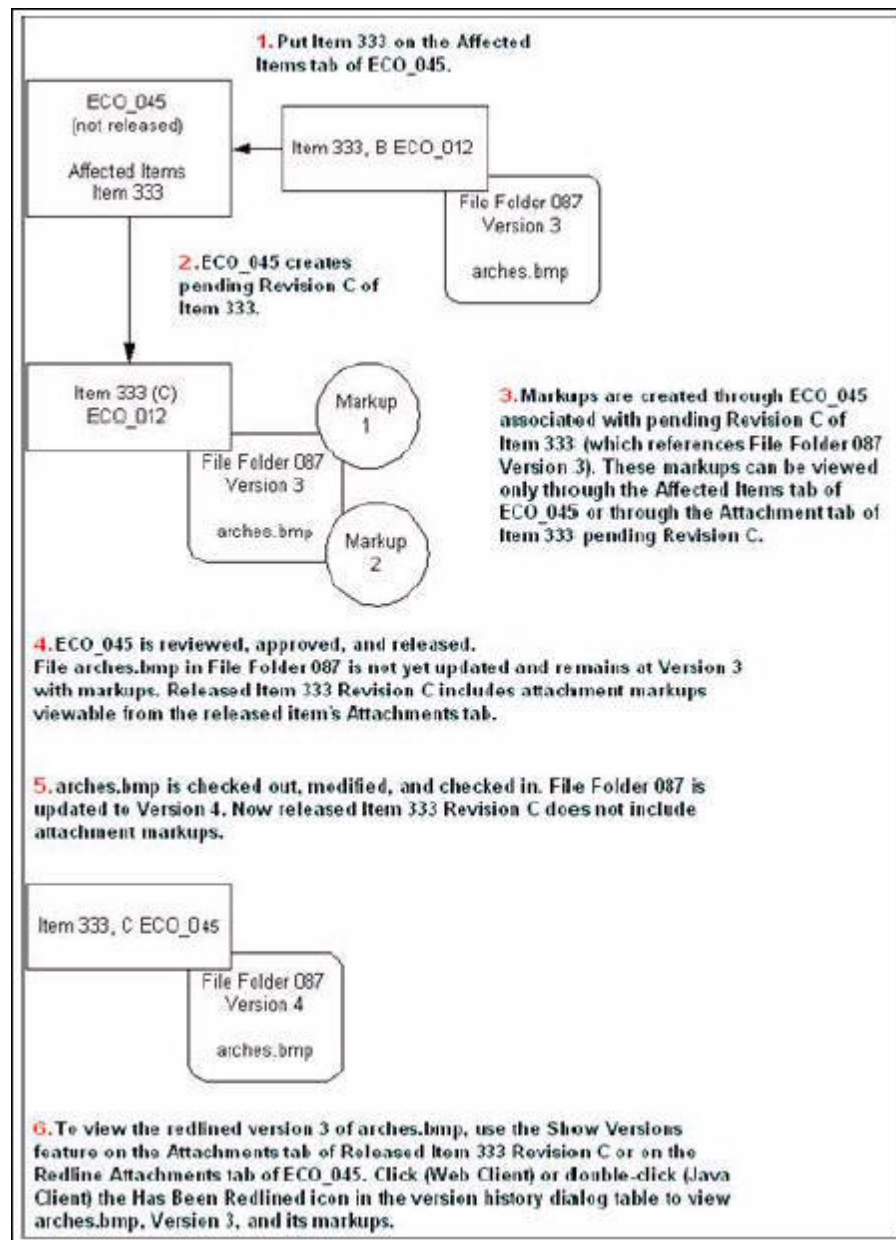 1. Put Item 333 on the Affected
Items tab of ECO_045.
ECO_045
(not released)
Affected Items
Item 333
Item 333, B ECO_012
File Folder 087
Version 3
arches.bmp
2. ECO_045 creates
pending Revision C of
Item 333.
Item 333 (C)
ECO_012
Markup
1
File Folder 087
Version 3
arches.bmp
Markup
2
3. Markups are created through ECO_045
associated with pending Revision C of
Item 333 (which references File Folder 087
Version 3). These markups can be viewed
only through the Affected Items tab of
ECO_045 or through the Attachment tab of
Item 333 pending Revision C.
4. ECO_045 is reviewed, approved, and released.
File arches.bmp in File Folder 087 is not yet updated and remains at Version 3
with markups. Released Item 333 Revision C includes attachment markups
viewable from the released item's Attachments tab.
5. arches.bmp is checked out, modified, and checked in. File Folder 087 is
updated to Version 4. Now released Item 333 Revision C does not include
attachment markups.
Item 333, C ECO_045
File Folder 087
Version 4
arches.bmp
6. To view the redlined version 3 of arches.bmp, use the Show Versions
feature on the Attachments tab of Released Item 333 Revision C or on the
Redline Attachments tab of ECO_045. Click (Web Client) or double-click (Java
Client) the Has Been Redlined icon in the version history dialog table to view
arches.bmp, Version 3, and its markups.